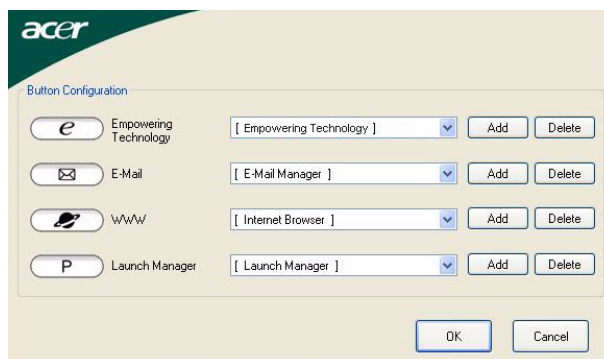 acer
Button Configuration
e Empowering Technology [ Empowering Technology ] Add Delete
E-Mail [ E-Mail Manager ] Add Delete
WWW [ Internet Browser ] Add Delete
P Launch Manager [ Launch Manager ] Add Delete
OK Cancel